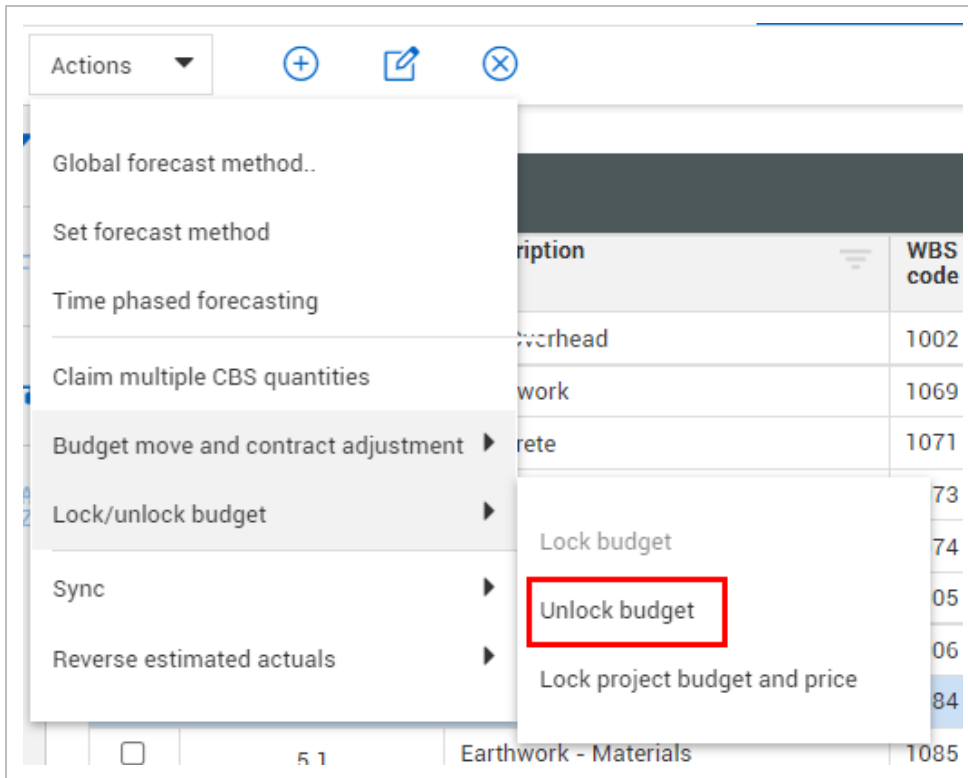 Actions
Global forecast method..
Set forecast method
ription
WBS
code
Time phased forecasting
verhead 1002
Claim multiple CBS quantities
work 1069
Budget move and contract adjustment
rete 1071
73
Lock/unlock budget
Lock budget
74
Sync
Unlock budget
05
Reverse estimated actuals
06
Lock project budget and price
84
5.1 Earthwork - Materials 1085